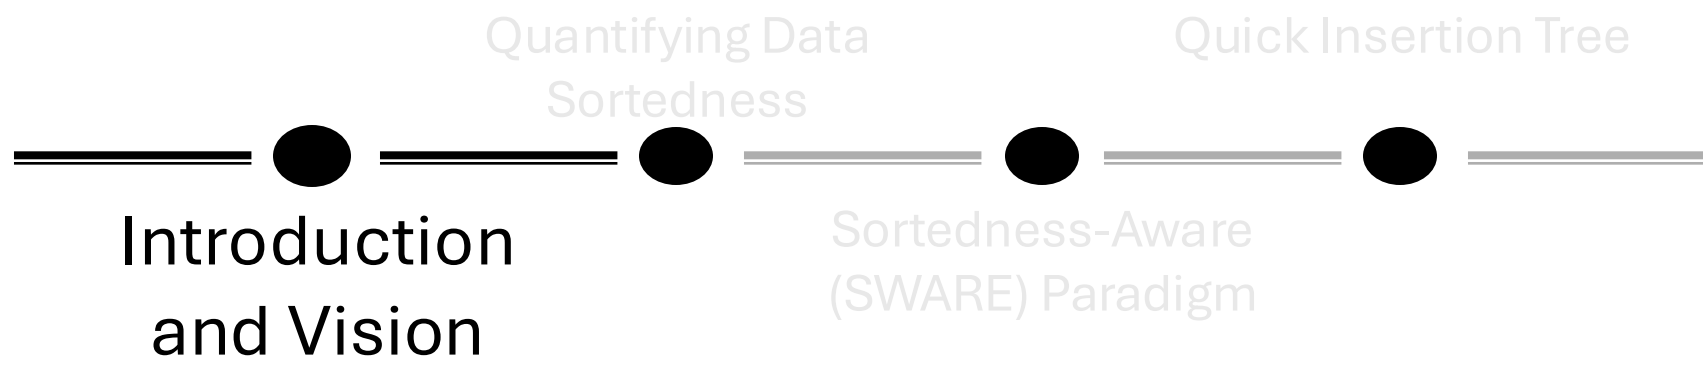 Quantifying Data
Sortedness
Quick Insertion Tree
Introduction
and Vision
Sortedness-Aware
(SWARE) Paradigm